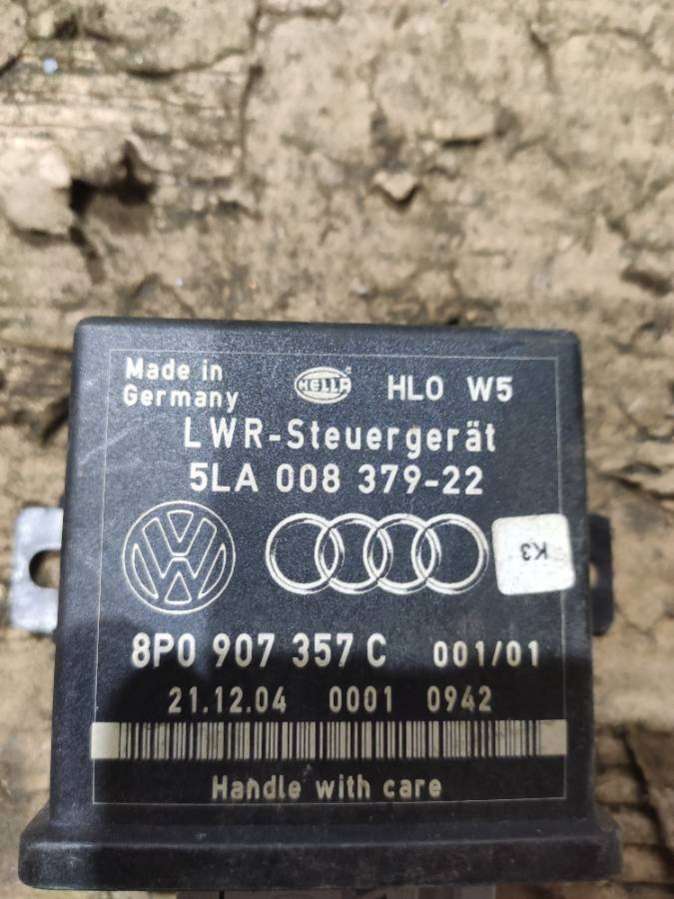 Made in
Germany
HELLA ® HLO W5
LWR-Steuergerät
5LA 008 379-22
K3
8P0 907 357 C 001/01
21.12.04 0001 0942
Handle with care